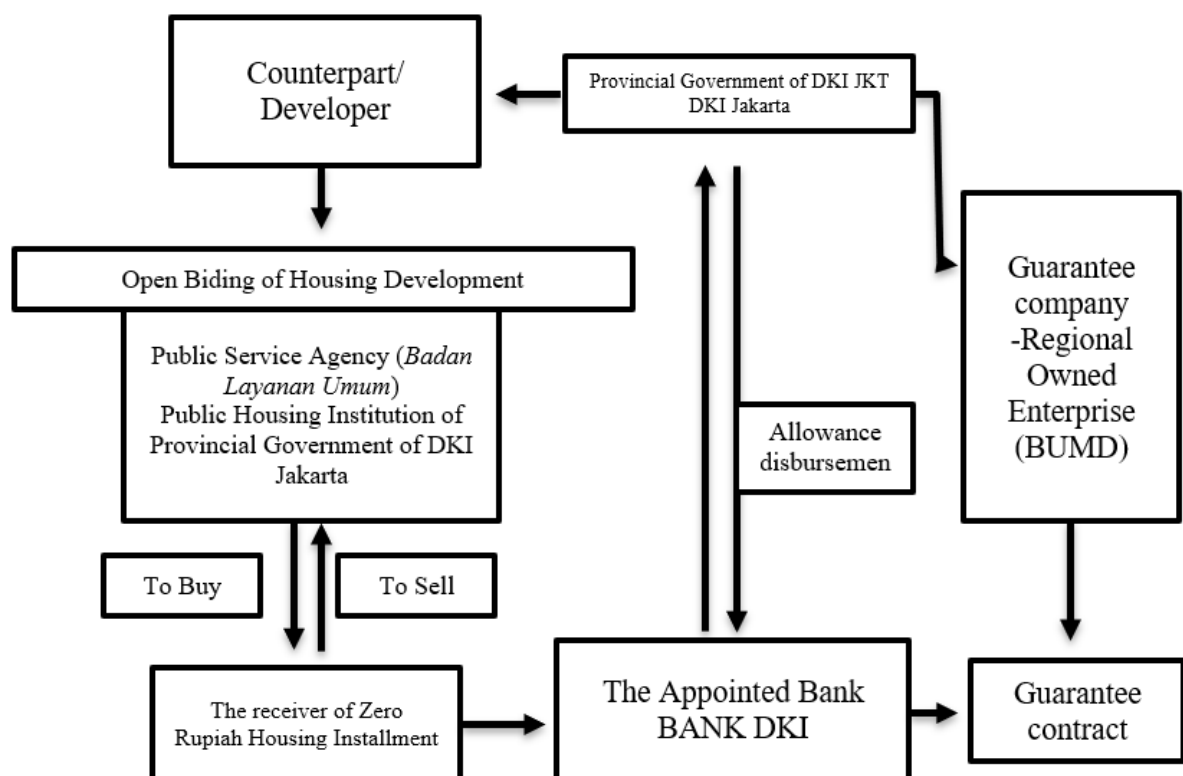 Counterpart/
Developer
Provincial Government of DKI JKT
DKI Jakarta
Open Biding of Housing Development
Public Service Agency (Badan
Layanan Umum)
Public Housing Institution of
Provincial Government of DKI
Jakarta
Guarantee
company
-Regional
Owned
Enterprise
(BUMD)
Allowance
disbursemen
To Buy
To Sell
The receiver of Zero
Rupiah Housing Installment
The Appointed Bank
BANK DKI
Guarantee
contract